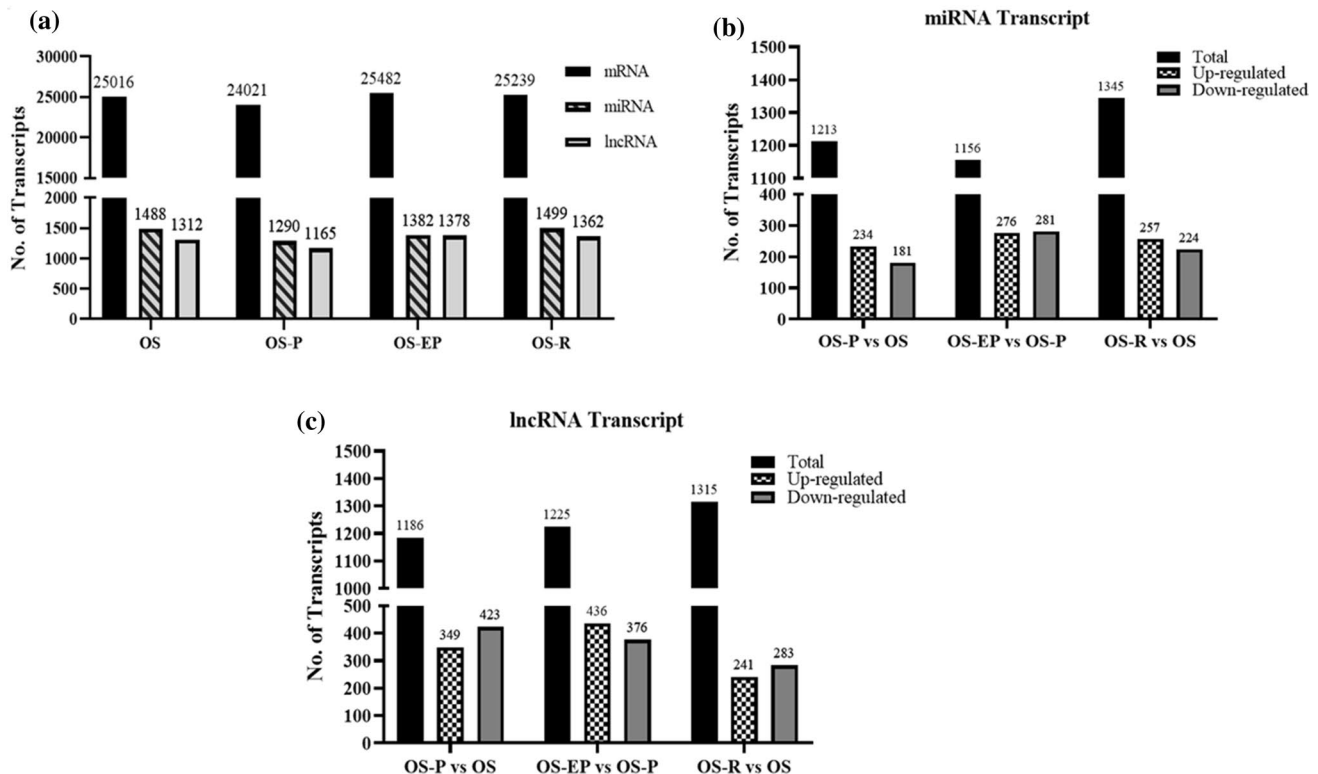 (a)
No. of Transcripts
30000
25000
20000
15000
2000
1500
1000
500
0
25016
1488
1312
24021
1290
1165
25482
1382
1378
25239
1499
1362
OS
OS-P
OS-EP
OS-R
mRNA
miRNA
lncRNA
(b)
miRNA Transcript
No. of Transcripts
1500
1400
1300
1200
1100
400
300
200
100
0
1213
234
181
1156
276
281
1345
257
224
OS-P vs OS
OS-EP vs OS-P
OS-R vs OS
Total
Up-regulated
Down-regulated
(c)
lncRNA Transcript
No. of Transcripts
1500
1400
1300
1200
1100
1000
500
400
300
200
100
0
1186
349
423
1225
436
376
1315
241
283
OS-P vs OS
OS-EP vs OS-P
OS-R vs OS
Total
Up-regulated
Down-regulated